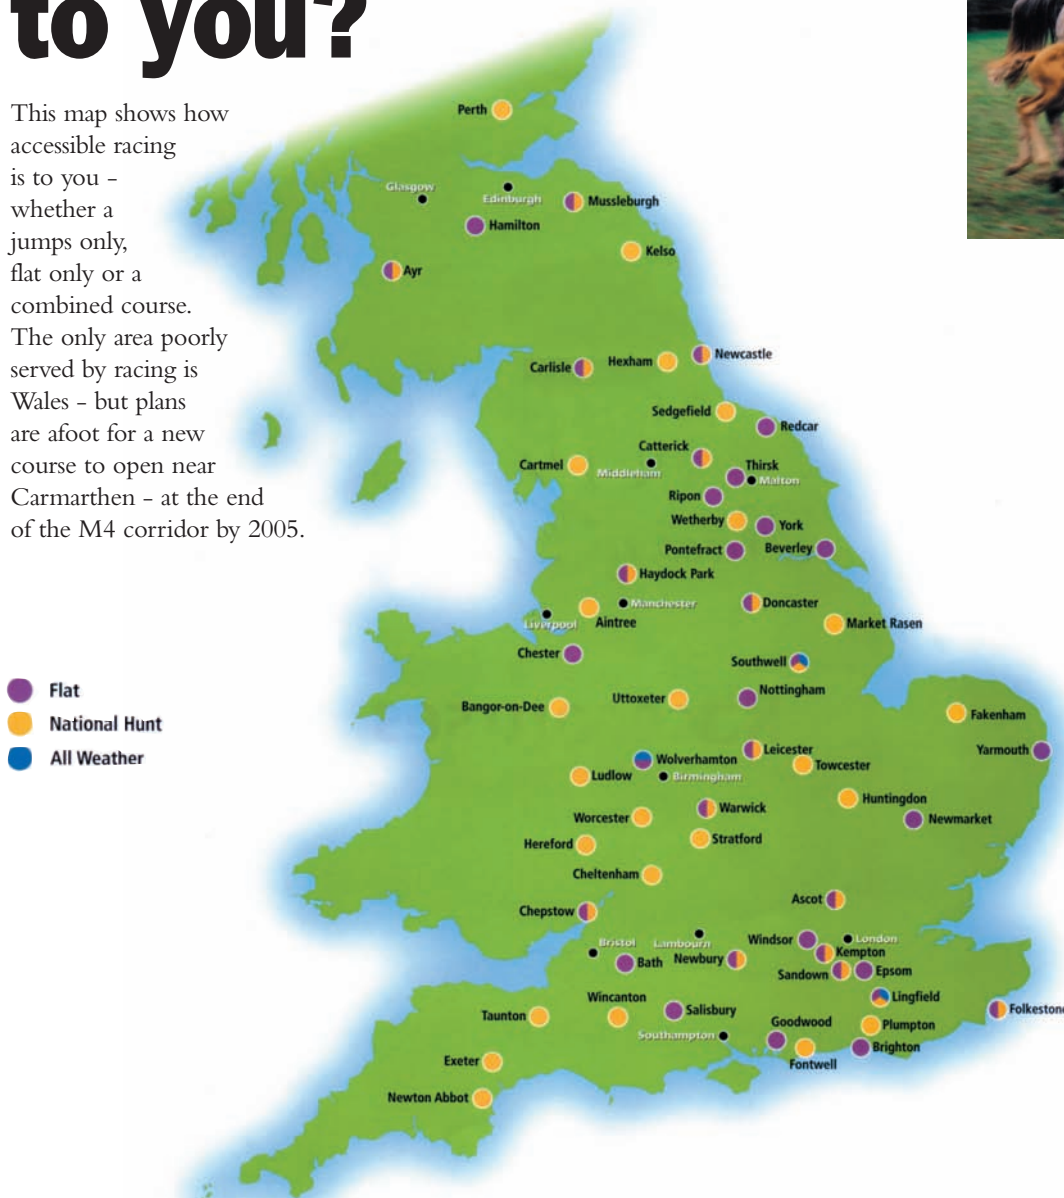 to you?
This map shows how
accessible racing
is to you –
whether a
jumps only,
flat only or a
combined course.
The only area poorly
served by racing is
Wales – but plans
are afoot for a new
course to open near
Carmarthen – at the end
of the M4 corridor by 2005.
Flat
National Hunt
All Weather
Perth
Glasgow
Edinburgh
Mussleburgh
Hamilton
Kelso
Ayr
Newcastle
Hexham
Carlisle
Sedgefield
Redcar
Catterick
Cartmel
Middleham
Thirsk
Malton
Ripon
Wetherby
York
Pontefract
Beverley
Haydock Park
Manchester
Doncaster
Liverpool
Aintree
Market Rasen
Chester
Southwell
Bangor-on-Dee
Uttoxeter
Nottingham
Fakenham
Yarmouth
Leicester
Wolverhamton
Towcester
Ludlow
Birmingham
Huntingdon
Warwick
Worcester
Newmarket
Stratford
Hereford
Cheltenham
Ascot
Chepstow
Bristol
Lambourn
Windsor
London
Bath
Newbury
Kempton
Sandown
Epsom
Wincanton
Lingfield
Taunton
Salisbury
Folkestone
Goodwood
Plumpton
Southampton
Brighton
Exeter
Fontwell
Newton Abbot